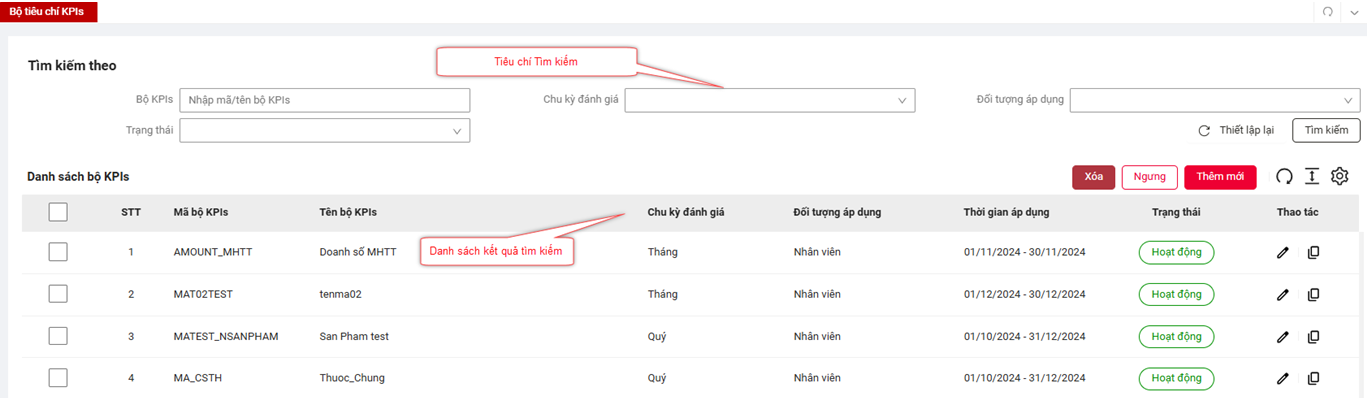 Bộ tiêu chí KPIs
Tìm kiếm theo
Tiêu chí Tìm kiếm
Bộ KPIs Nhập mã/tên bộ KPIs Chu kỳ đánh giá Đối tượng áp dụng
Trạng thái Thiết lập lại Tìm kiếm
Danh sách bộ KPIs Xóa Ngưng Thêm mới
STT Mã bộ KPIs Tên bộ KPIs Chu kỳ đánh giá Đối tượng áp dụng Thời gian áp dụng Trạng thái Thao tác
Danh sách kết quả tìm kiếm
1 AMOUNT_MHTT Doanh số MHTT Tháng Nhân viên 01/11/2024 - 30/11/2024 Hoạt động
2 MAT02TEST tenma02 Tháng Nhân viên 01/12/2024 - 30/12/2024 Hoạt động
3 MATEST_NSANPHAM San Pham test Quý Nhân viên 01/10/2024 - 31/12/2024 Hoạt động
4 MA_CSTH Thuoc_Chung Quý Nhân viên 01/10/2024 - 31/12/2024 Hoạt động